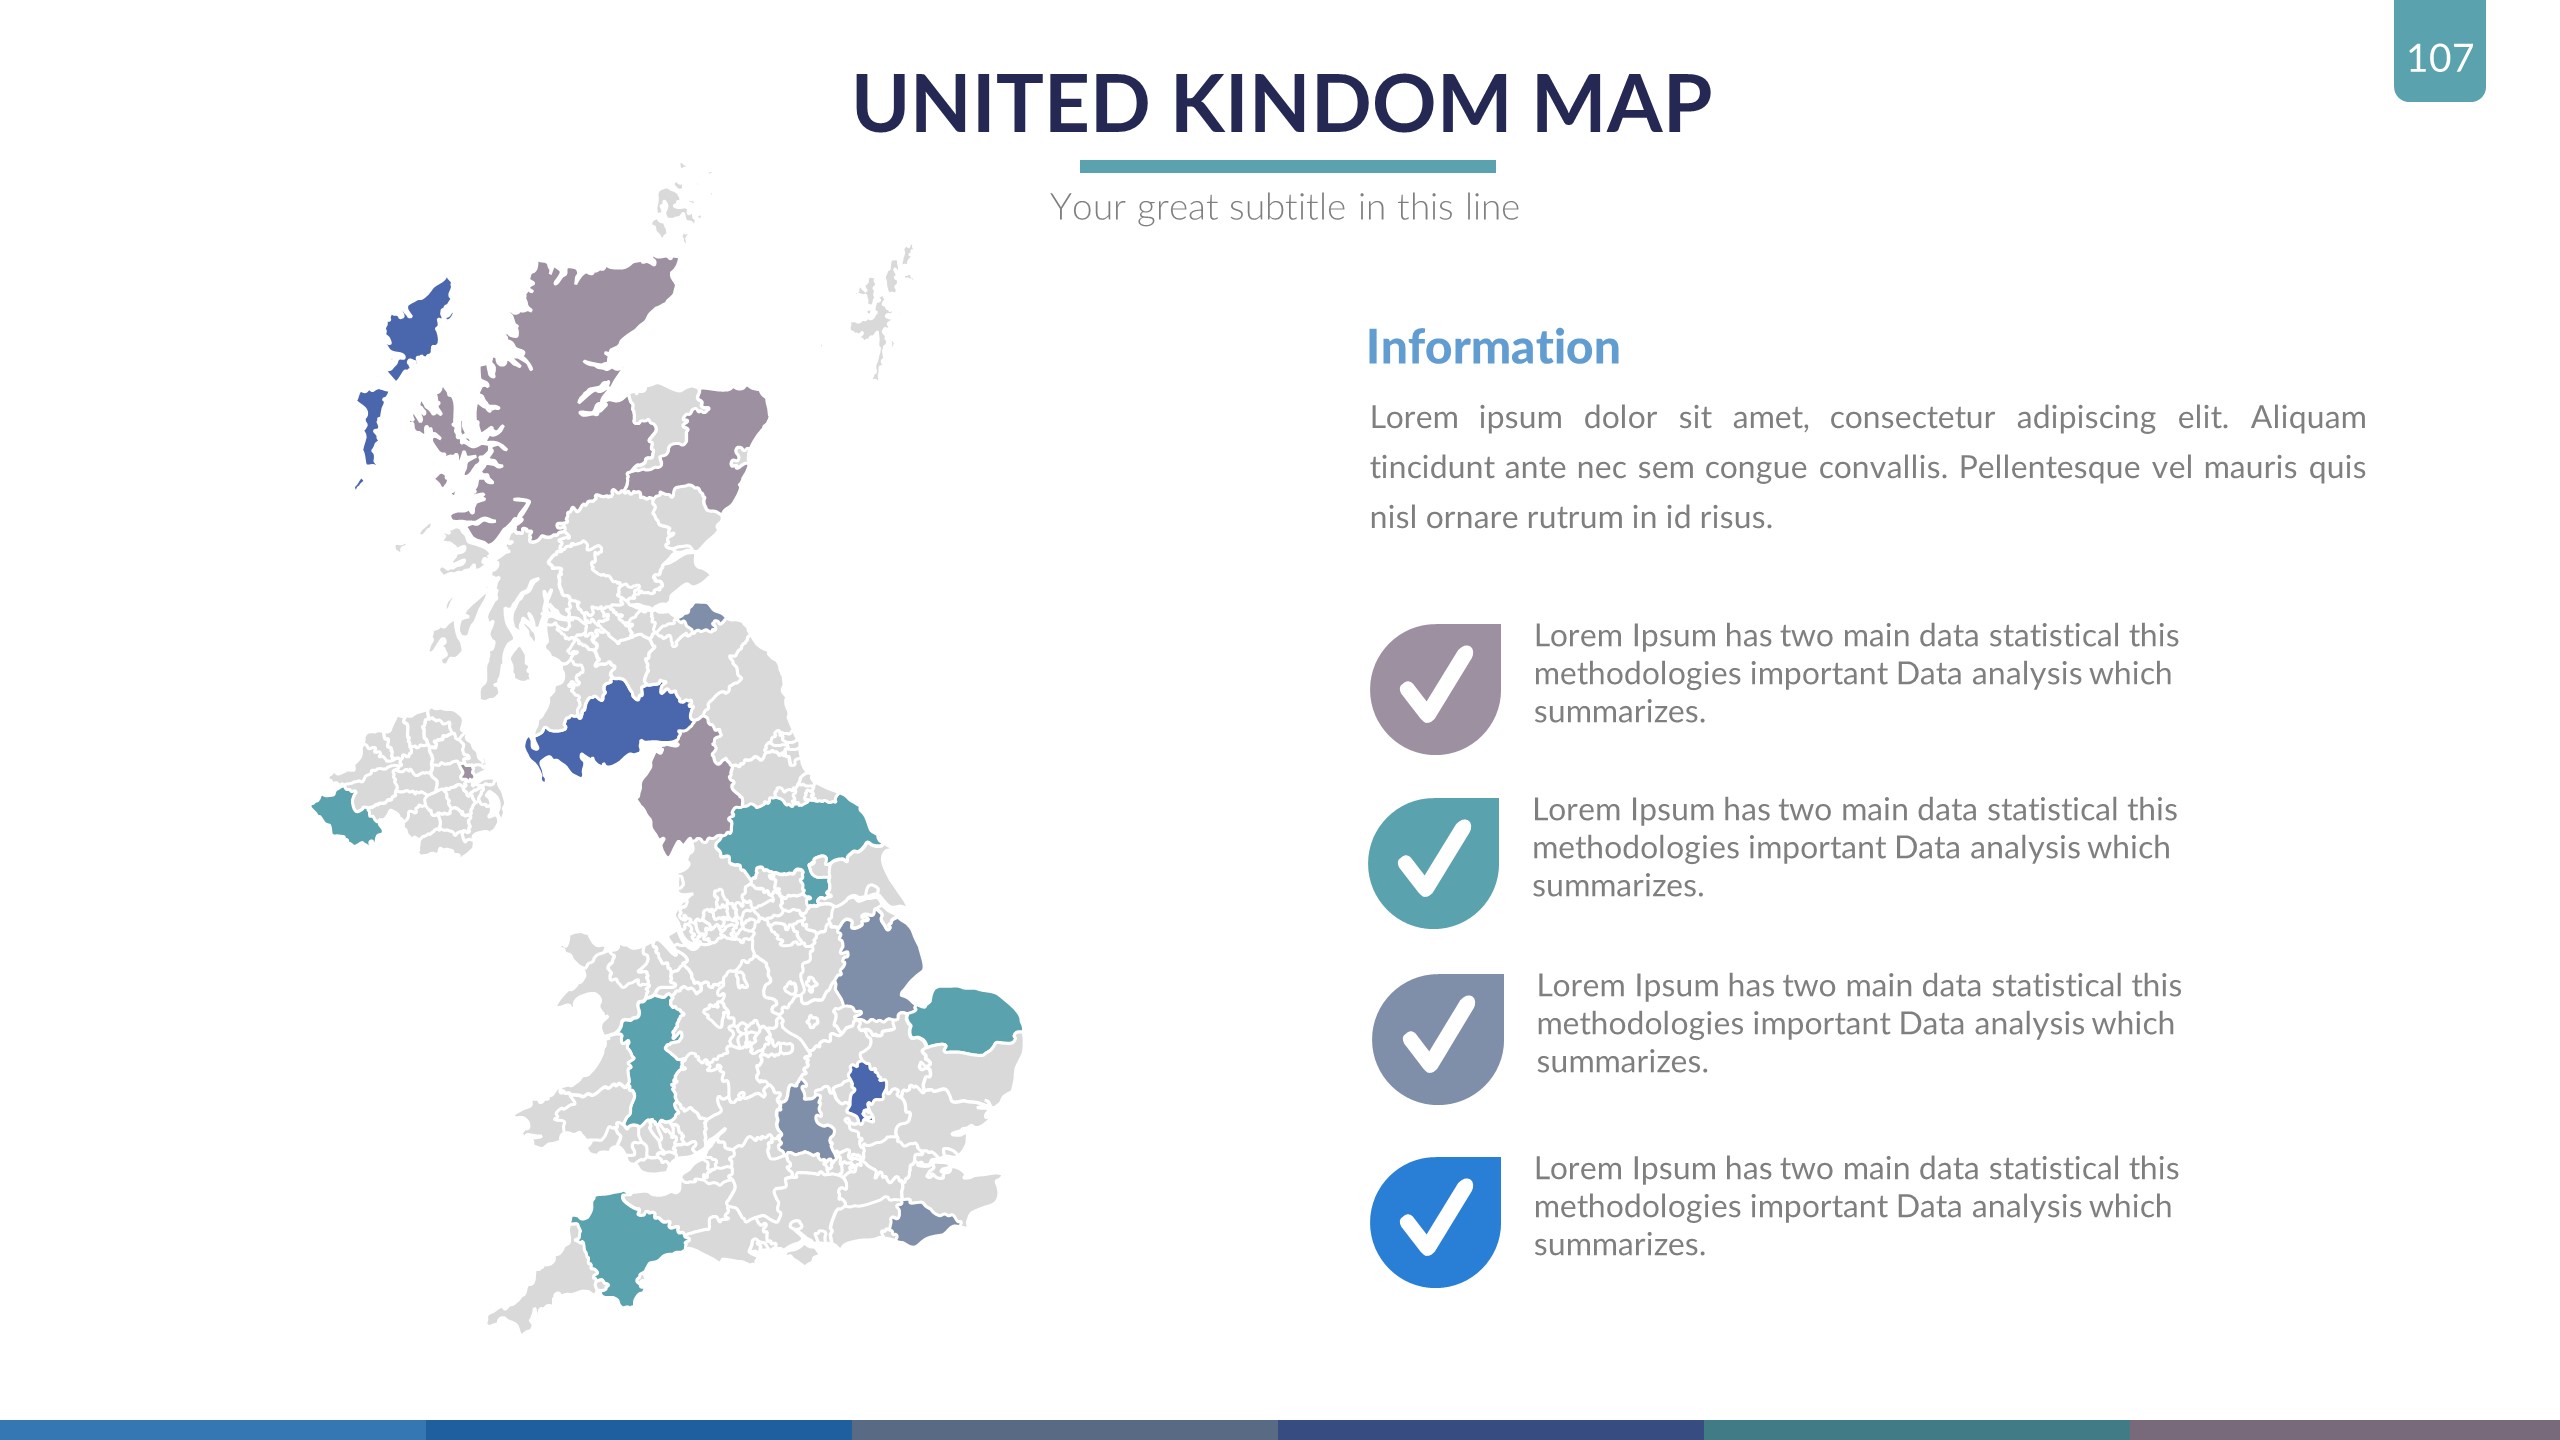 107
UNITED KINDOM MAP
Your great subtitle in this line
Information
Lorem ipsum dolor sit amet, consectetur adipiscing elit. Aliquam
tincidunt ante nec sem congue convallis. Pellentesque vel mauris quis
nisl ornare rutrum in id risus.
Lorem Ipsum has two main data statistical this
methodologies important Data analysis which
summarizes.
Lorem Ipsum has two main data statistical this
methodologies important Data analysis which
summarizes.
Lorem Ipsum has two main data statistical this
methodologies important Data analysis which
summarizes.
Lorem Ipsum has two main data statistical this
methodologies important Data analysis which
summarizes.